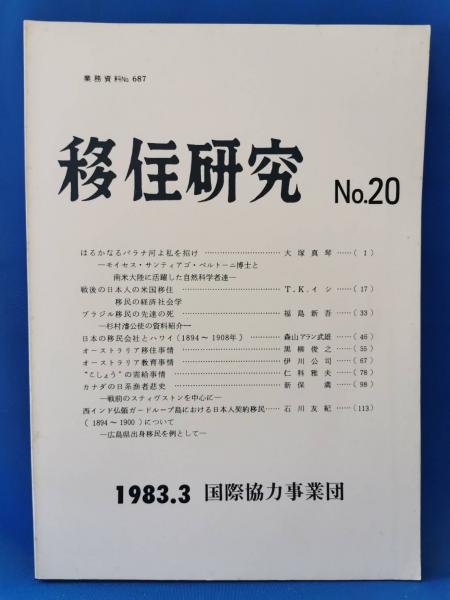 業務資料No. 687
移住研究 No.20
はるかなるパラナ河よ私を招け……………………大塚真琴……( 1 )
―モイセス・サンティアゴ・ベルトーニ博士と
南米大陸に活躍した自然科学者達―
戦後の日本人の米国移住……………………T.K.イシ……(17)
移民の経済社会学
ブラジル移民の先達の死……………………福島新吾……(33)
―杉村濬公使の資料紹介―
日本の移民会社とハワイ(1894〜1908年)……………森山アラン武雄……(46)
オーストラリア移住事情……………………黒柳俊之……(55)
オーストラリア教育事情……………………伊川公司……(67)
“こしょう”の需給事情……………………仁科雅夫……(78)
カナダの日系漁者悲史……………………新保満……(98)
―戦前のスティヴストンを中心に―
西インド仏領ガードループ島における日本人契約移民……石川友紀……(113)
(1894〜1900)について
―広島県出身移民を例として―
1983.3 国際協力事業団